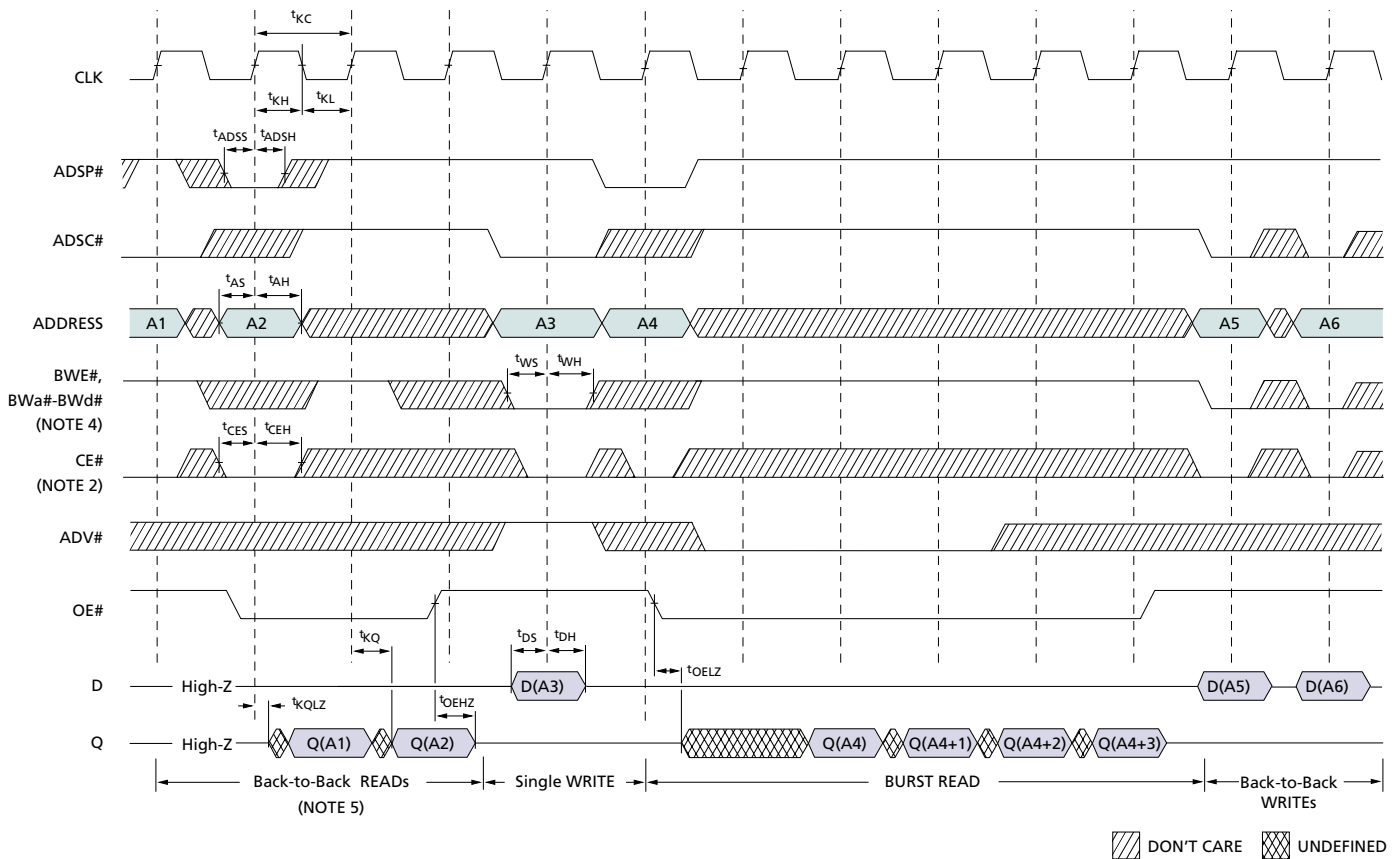 tKC
CLK
tKH tKL
tADSS tADSH
ADSP#
ADSC#
tAS tAH
ADDRESS A1 A2 A3 A4 A5 A6
BWE#, tWS tWH
BWa#-BWd#
(NOTE 4)
tCES tCEH
CE#
(NOTE 2)
ADV#
OE#
tKQ tDS tDH
tOELZ
D High-Z D(A3) D(A5) D(A6)
tKQLZ tOEHZ
Q High-Z Q(A1) Q(A2) Q(A4) Q(A4+1) Q(A4+2) Q(A4+3)
Back-to-Back READs Single WRITE BURST READ Back-to-Back
(NOTE 5) WRITEs
DON'T CARE UNDEFINED